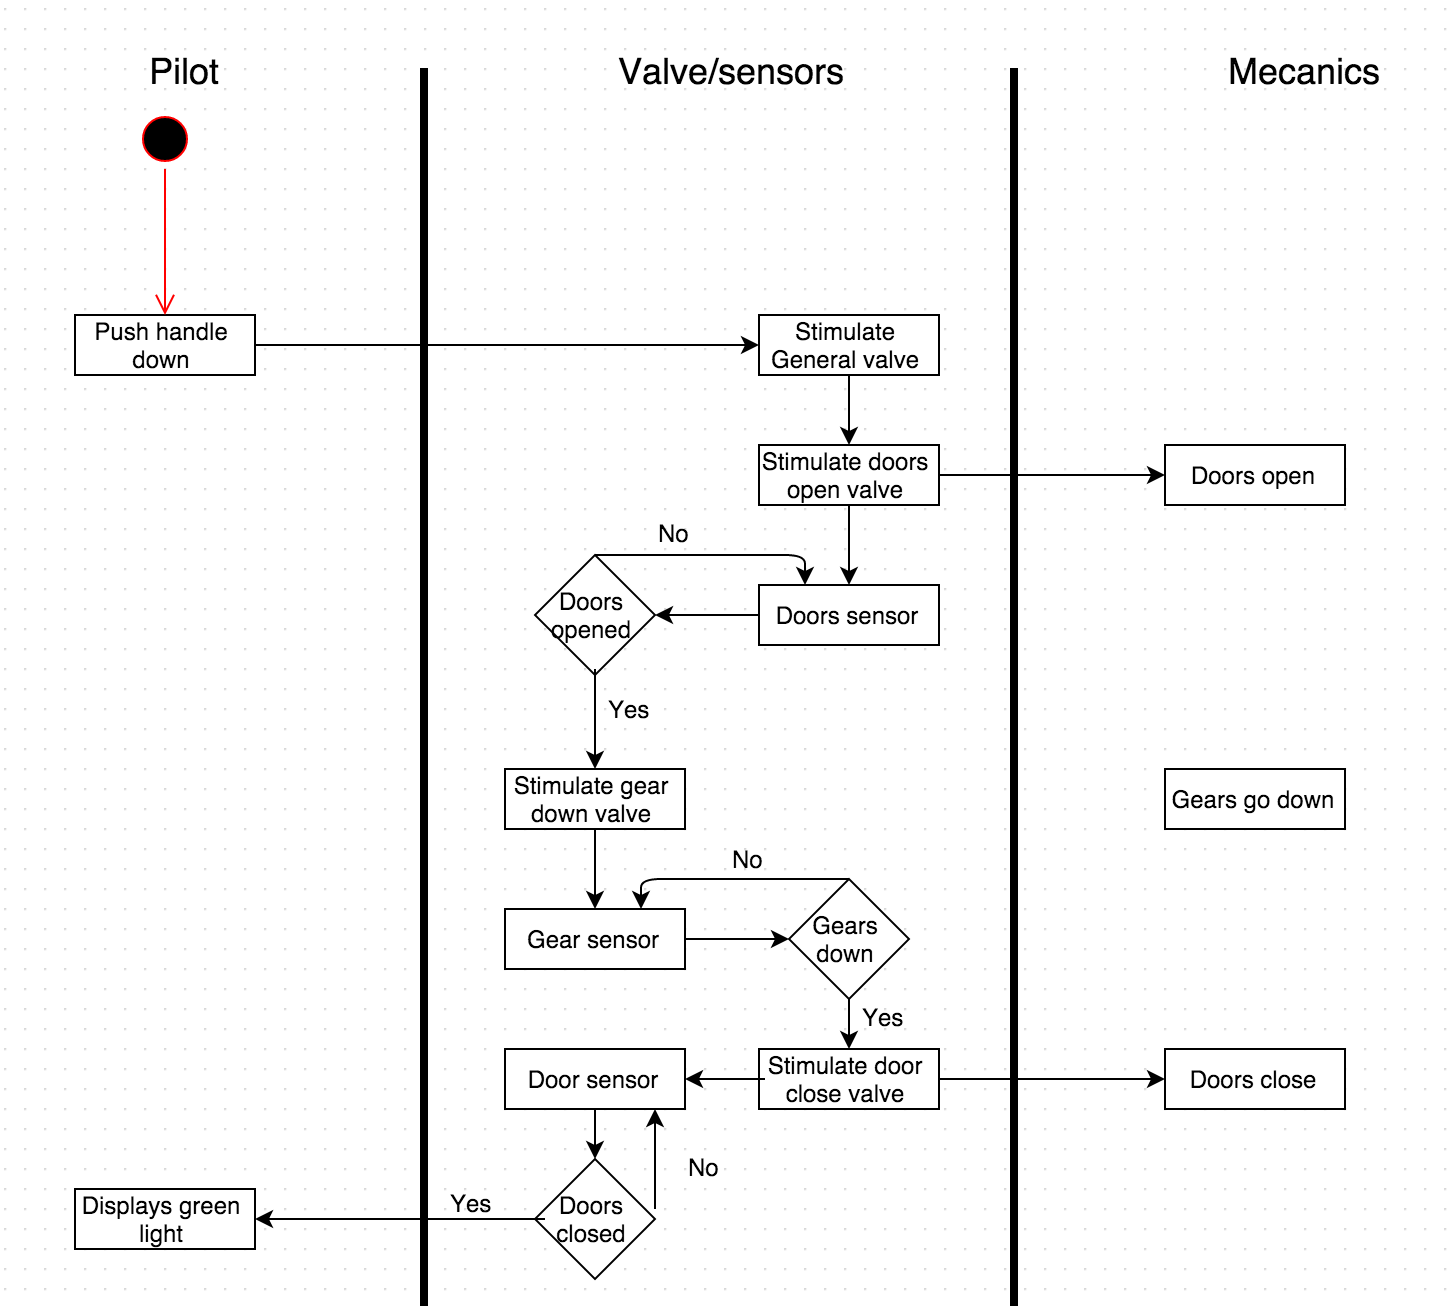 Pilot
Valve/sensors
Mecanics
Push handle
down
Stimulate
General valve
Stimulate doors
open valve
Doors open
No
Doors
opened
Doors sensor
Yes
Stimulate gear
down valve
Gears go down
No
Gear sensor
Gears
down
Yes
Door sensor
Stimulate door
close valve
Doors close
No
Yes
Displays green
light
Doors
closed